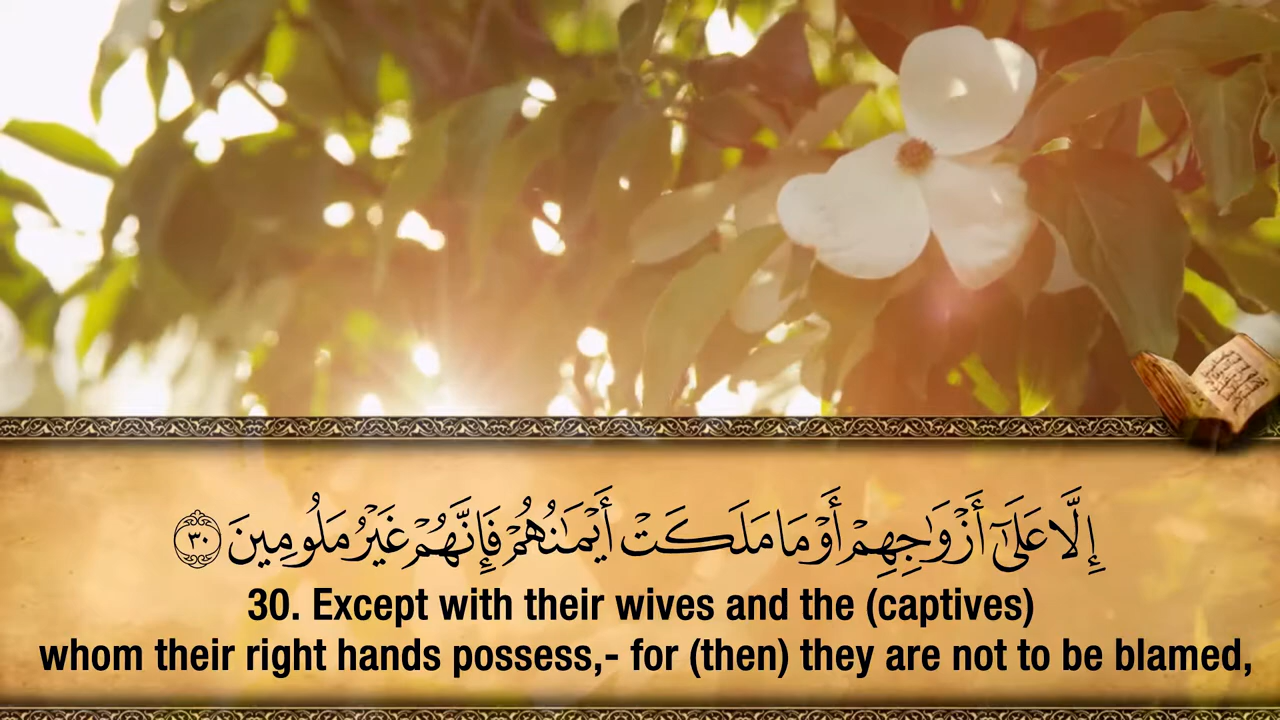 إِلَّا عَلَىٰٓ أَزْوَٰجِهِمْ أَوْ مَا مَلَكَتْ أَيْمَـٰنُهُمْ فَإِنَّهُمْ غَيْرُ مَلُومِينَ ٣٠
30. Except with their wives and the (captives)
whom their right hands possess,- for (then) they are not to be blamed,